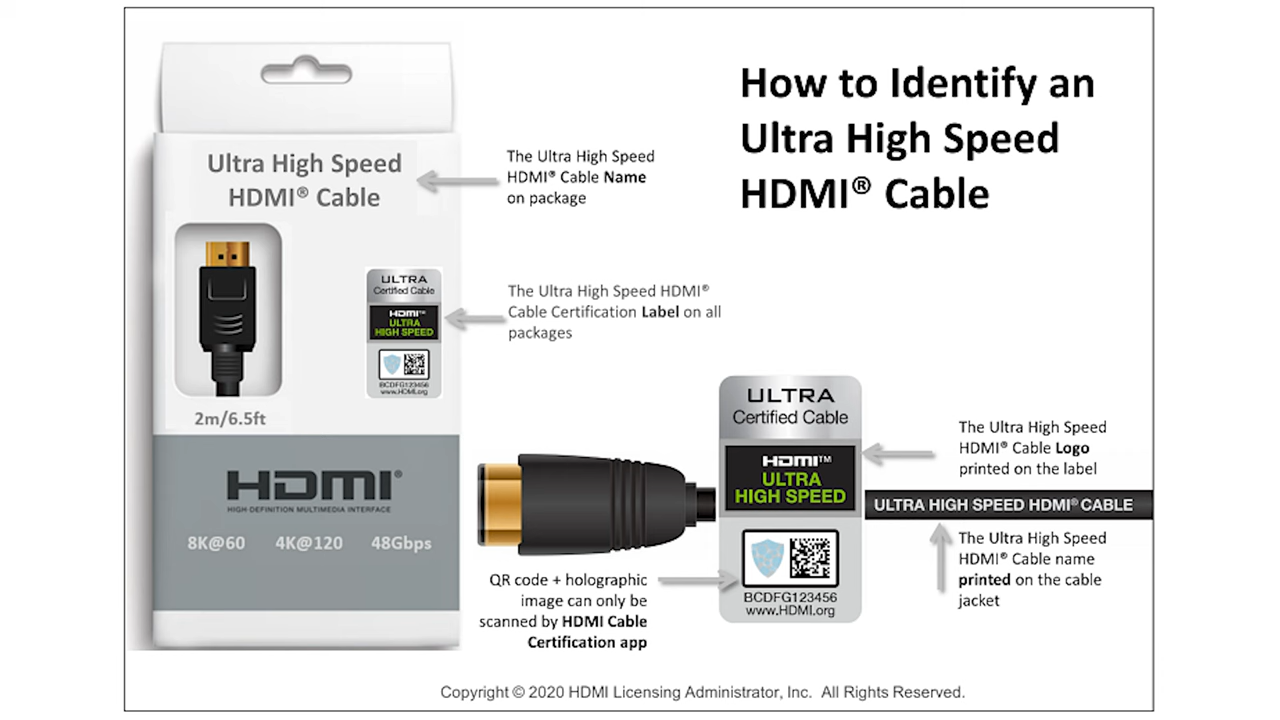 How to Identify an
Ultra High Speed
HDMI® Cable
Ultra High Speed
HDMI® Cable
The Ultra High Speed
HDMI® Cable Name
on package
ULTRA
Certified Cable
HDMI™
ULTRA
HIGH SPEED
BCDFG123456
www.HDMI.org
The Ultra High Speed HDMI®
Cable Certification Label on all
packages
2m/6.5ft
HDMI®
HIGH-DEFINITION MULTIMEDIA INTERFACE
8K@60 4K@120 48Gbps
ULTRA
Certified Cable
HDMI™
ULTRA
HIGH SPEED
BCDFG123456
www.HDMI.org
The Ultra High Speed
HDMI® Cable Logo
printed on the label
ULTRA HIGH SPEED HDMI® CABLE
The Ultra High Speed
HDMI® Cable name
printed on the cable
jacket
QR code + holographic
image can only be
scanned by HDMI Cable
Certification app
Copyright © 2020 HDMI Licensing Administrator, Inc. All Rights Reserved.